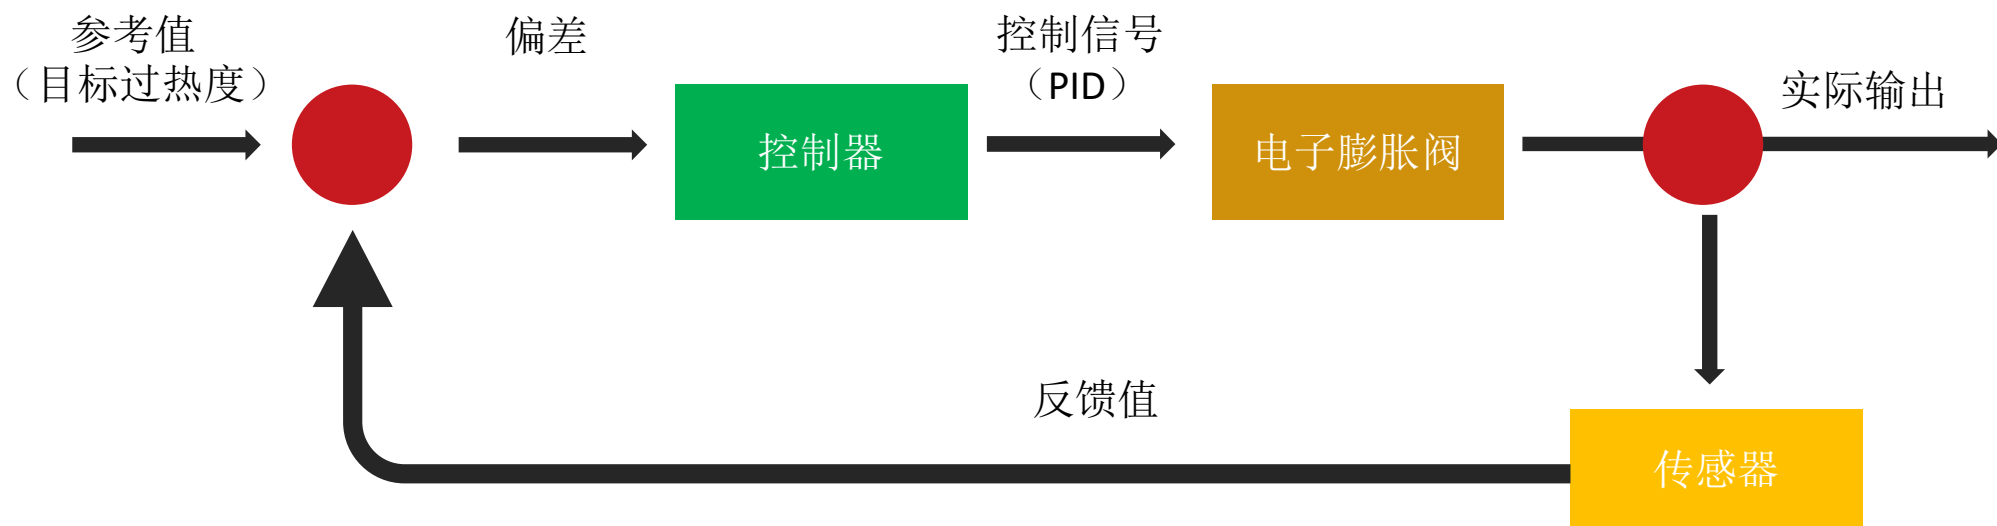 参考值
（目标过热度）
偏差
控制信号
（PID）
实际输出
控制器
电子膨胀阀
反馈值
传感器